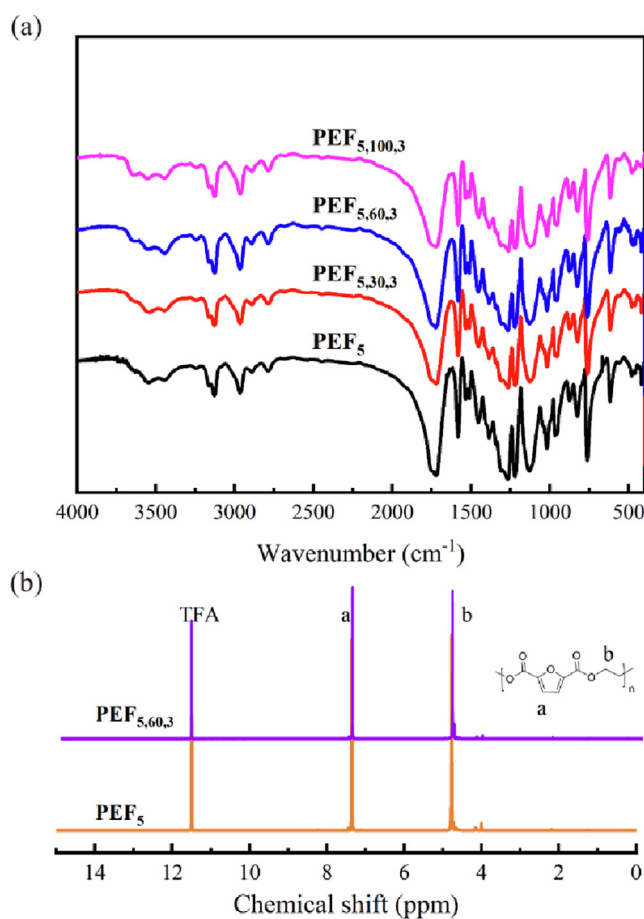 (a)
PEF5,100,3
PEF5,60,3
PEF5,30,3
PEF5
4000 3500 3000 2500 2000 1500 1000 500
Wavenumber (cm-1)
(b)
TFA a b
O O O b
O O n
a
PEF5,60,3
PEF5
14 12 10 8 6 4 2 0
Chemical shift (ppm)